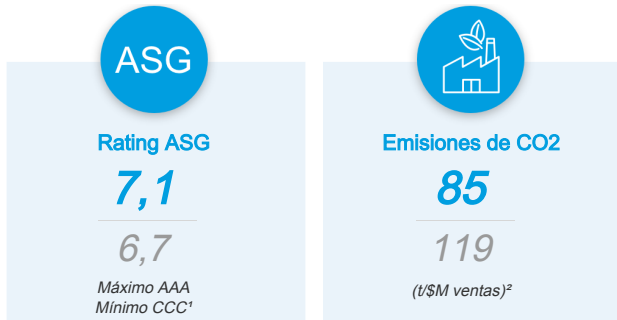 ASG
Rating ASG
7,1
6,7
Máximo AAA
Mínimo CCC¹
Emisiones de CO2
85
119
(t/$M ventas)²